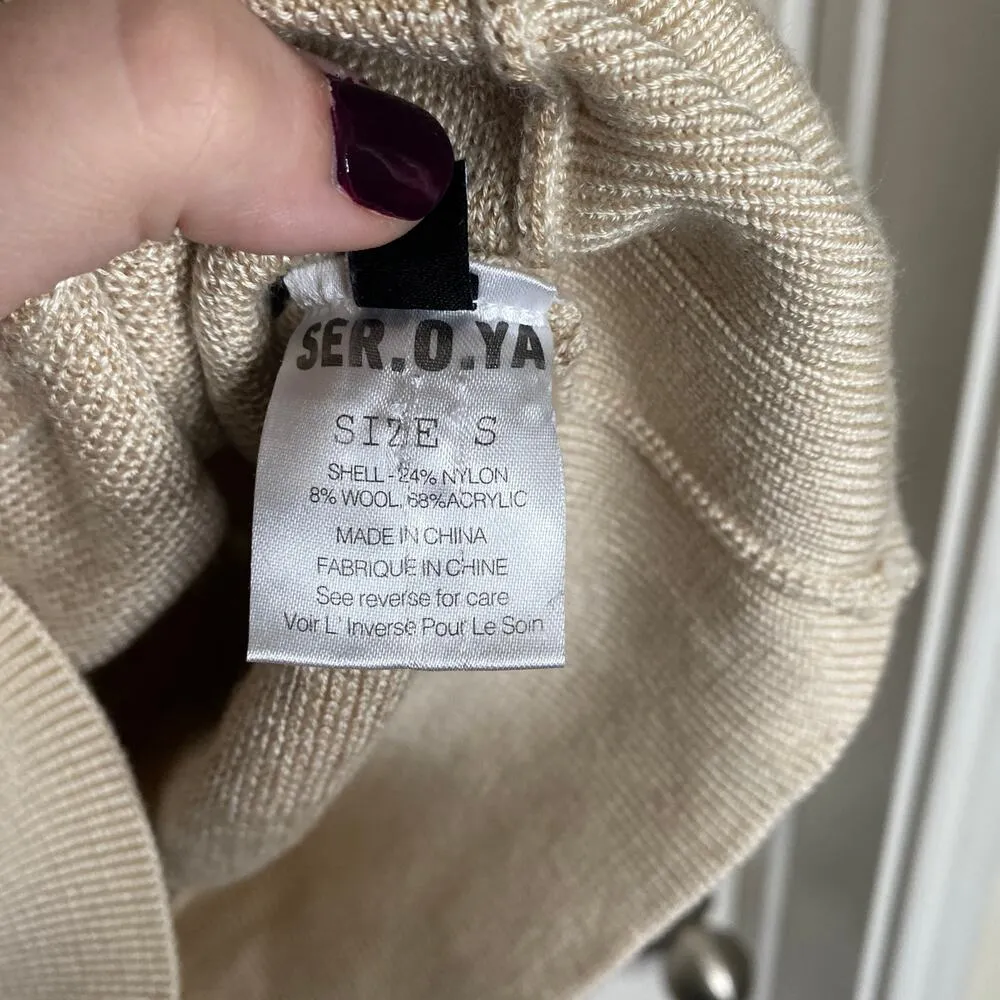 SER.O.YA
SIZE S
SHELL - 24% NYLON
8% WOOL, 68%ACRYLIC
MADE IN CHINA
FABRIQUE IN CHINE
See reverse for care
Voir L' Inverse Pour Le Soin